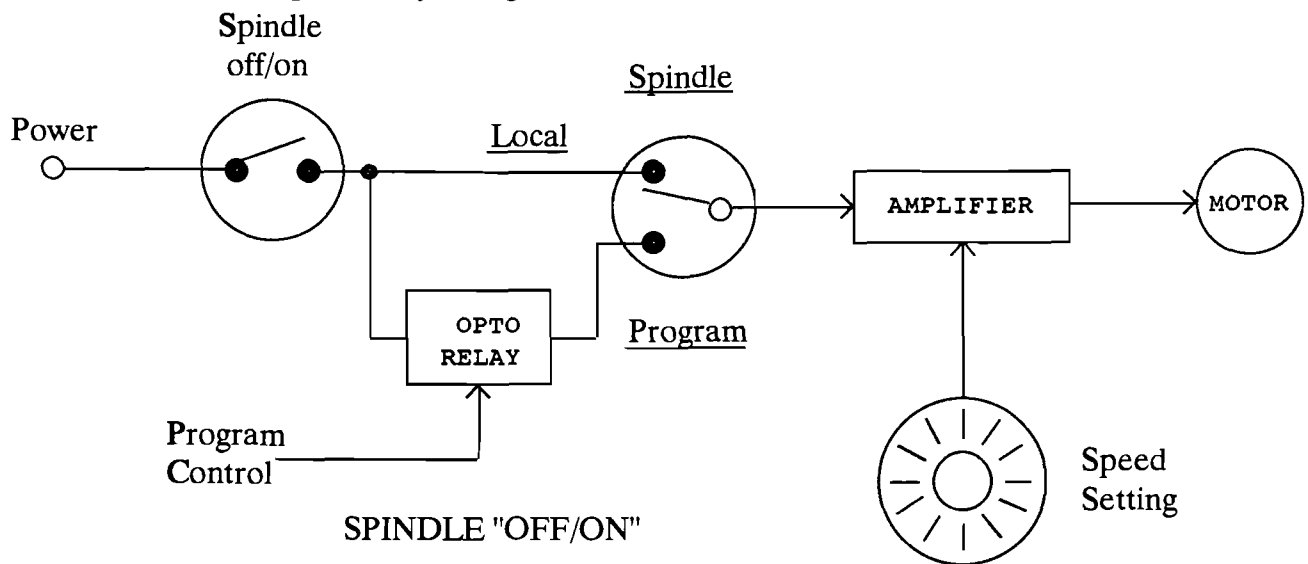 Spindle
off/on
Spindle
Power
Local
AMPLIFIER
MOTOR
OPTO
RELAY
Program
Program
Control
Speed
Setting
SPINDLE "OFF/ON"